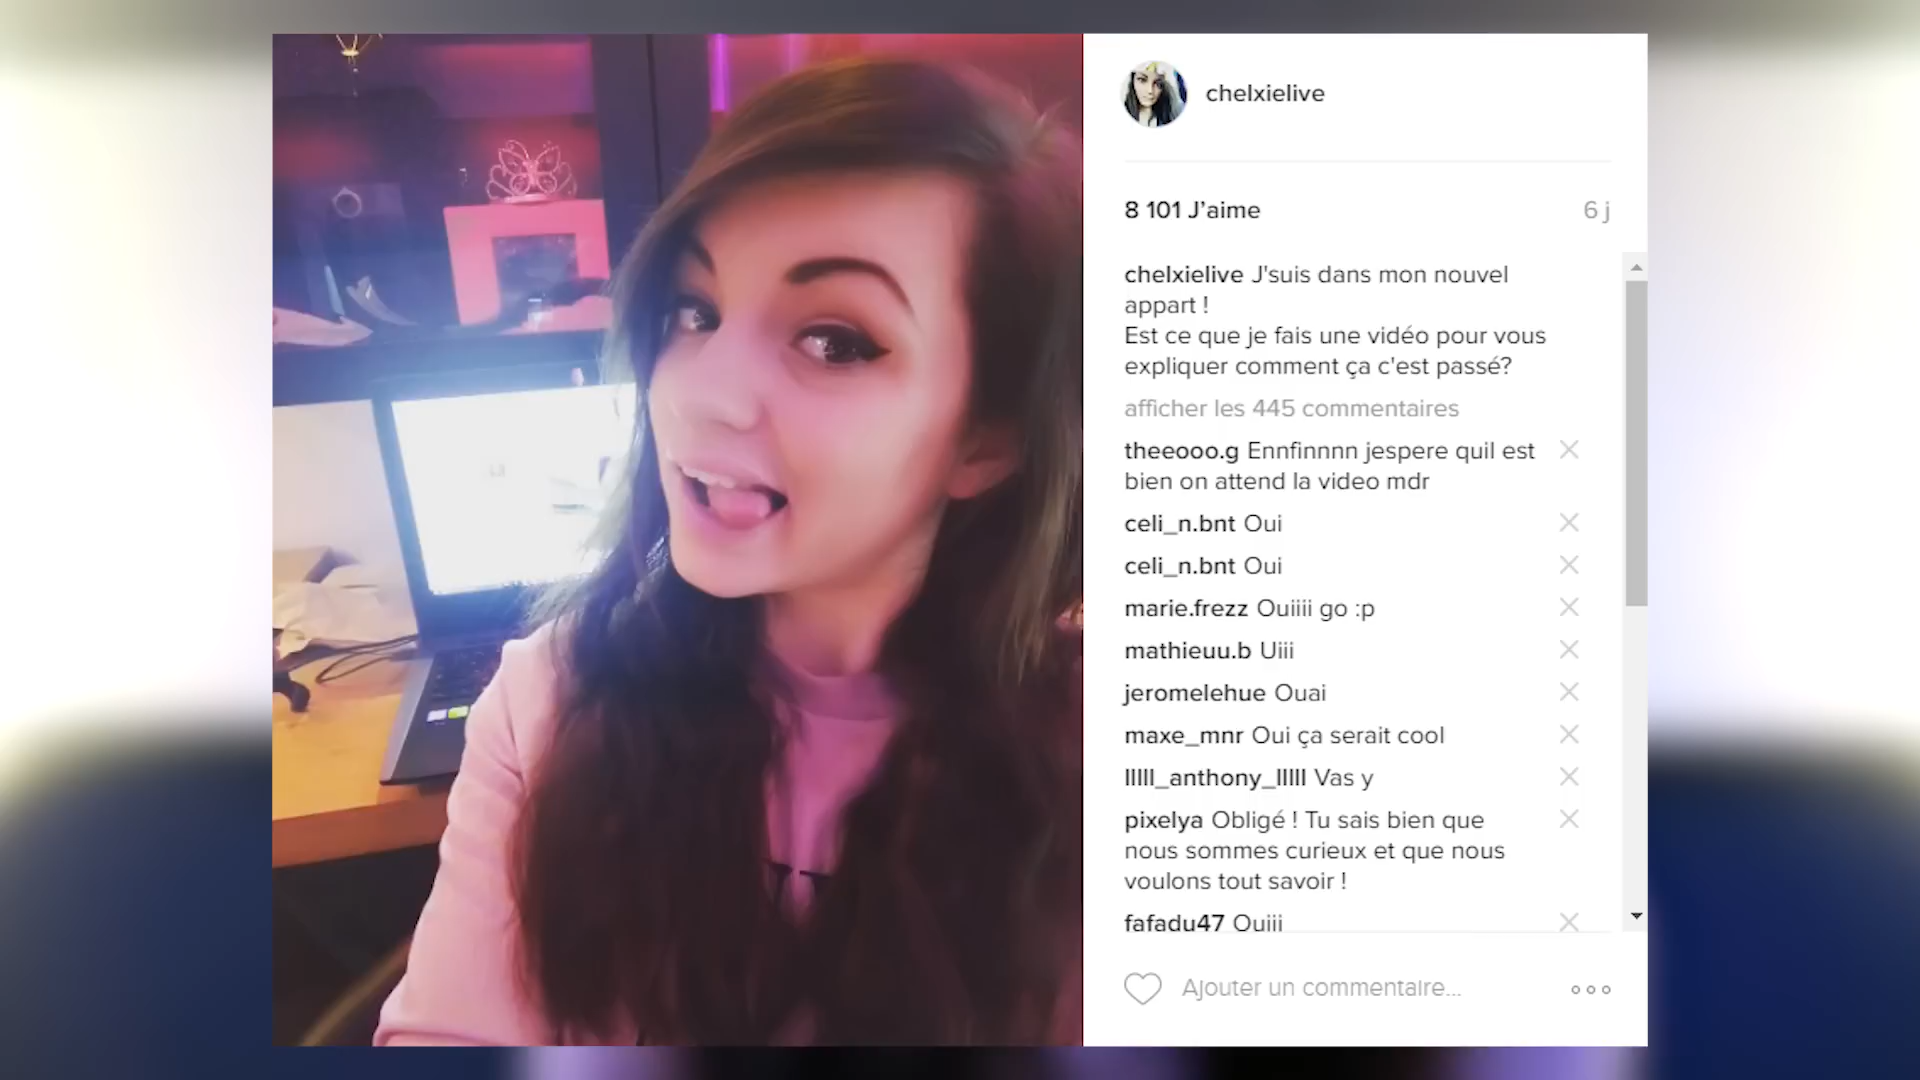 chelxielive
8 101 J'aime
6 j
chelxielive J'suis dans mon nouvel
appart !
Est ce que je fais une vidéo pour vous
expliquer comment ça c'est passé?
afficher les 445 commentaires
theeooo.g Ennfinnnn jespere quil est
bien on attend la video mdr
celi_n.bnt Oui
celi_n.bnt Oui
marie.frezz Ouiiii go :p
mathieuu.b Uiii
jeromelehue Ouai
maxe_mnr Oui ça serait cool
lllll_anthony_lllll Vas y
pixelya Obligé ! Tu sais bien que
nous sommes curieux et que nous
voulons tout savoir !
fafadu47 Ouiii
Ajouter un commentaire...